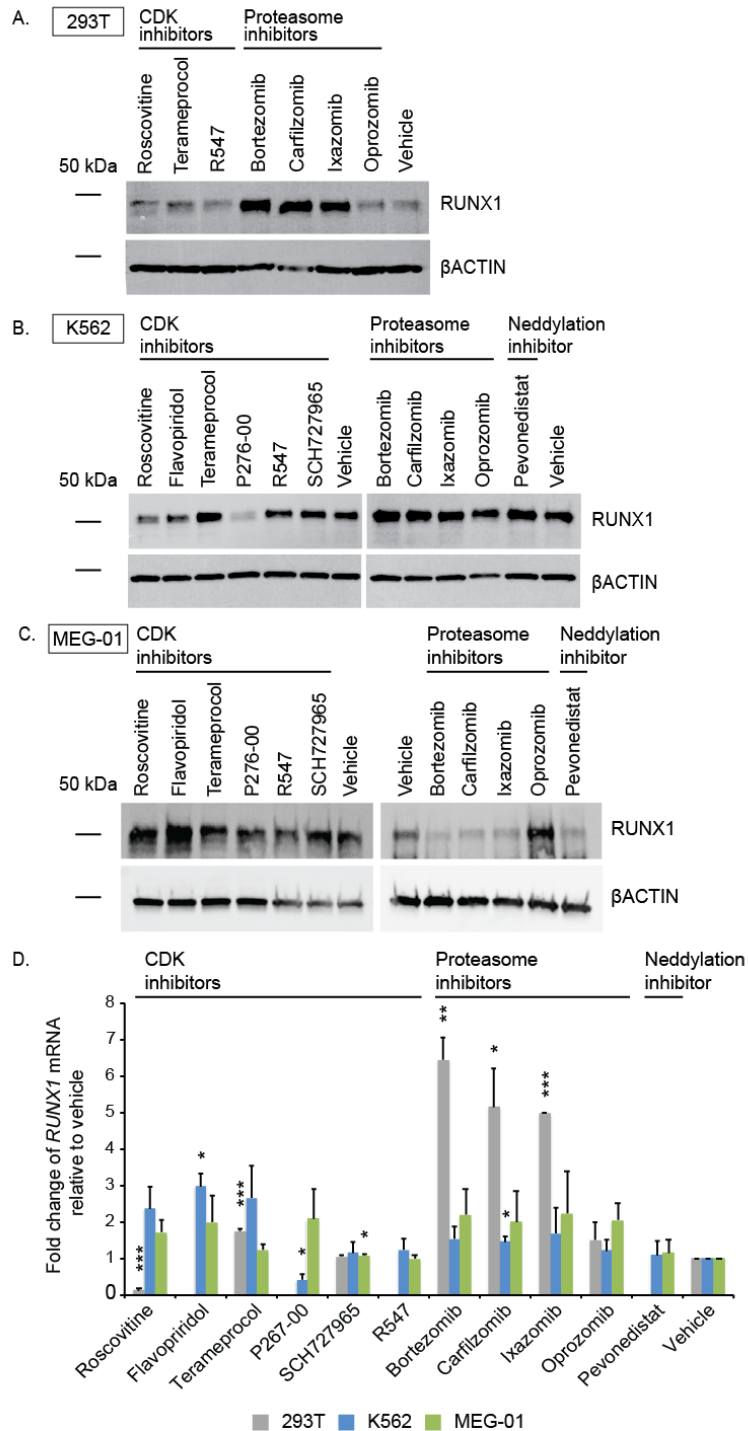 A.
293T
CDK
inhibitors
Proteasome
inhibitors
Roscovitine
Terameprocol
R547
Bortezomib
Carfilzomib
Ixazomib
Oprozomib
Vehicle
50 kDa
RUNX1
βACTIN
B.
K562
CDK
inhibitors
Proteasome
inhibitors
Neddylation
inhibitor
Roscovitine
Flavopiridol
Terameprocol
P276-00
R547
SCH727965
Vehicle
Bortezomib
Carfilzomib
Ixazomib
Oprozomib
Pevonedistat
Vehicle
50 kDa
RUNX1
βACTIN
C.
MEG-01
CDK
inhibitors
Proteasome
inhibitors
Neddylation
inhibitor
Roscovitine
Flavopiridol
Terameprocol
P276-00
R547
SCH727965
Vehicle
Vehicle
Bortezomib
Carfilzomib
Ixazomib
Oprozomib
Pevonedistat
50 kDa
RUNX1
βACTIN
D.
CDK
inhibitors
Proteasome
inhibitors
Neddylation
inhibitor
Fold change of RUNX1 mRNA
relative to vehicle
8
7
6
5
4
3
2
1
0
***
*
***
*
*
**
*
*
***
Roscovitine
Flavopriridol
Terameprocol
P267-00
SCH727965
R547
Bortezomib
Carfilzomib
Ixazomib
Oprozomib
Pevonedistat
Vehicle
293T
K562
MEG-01